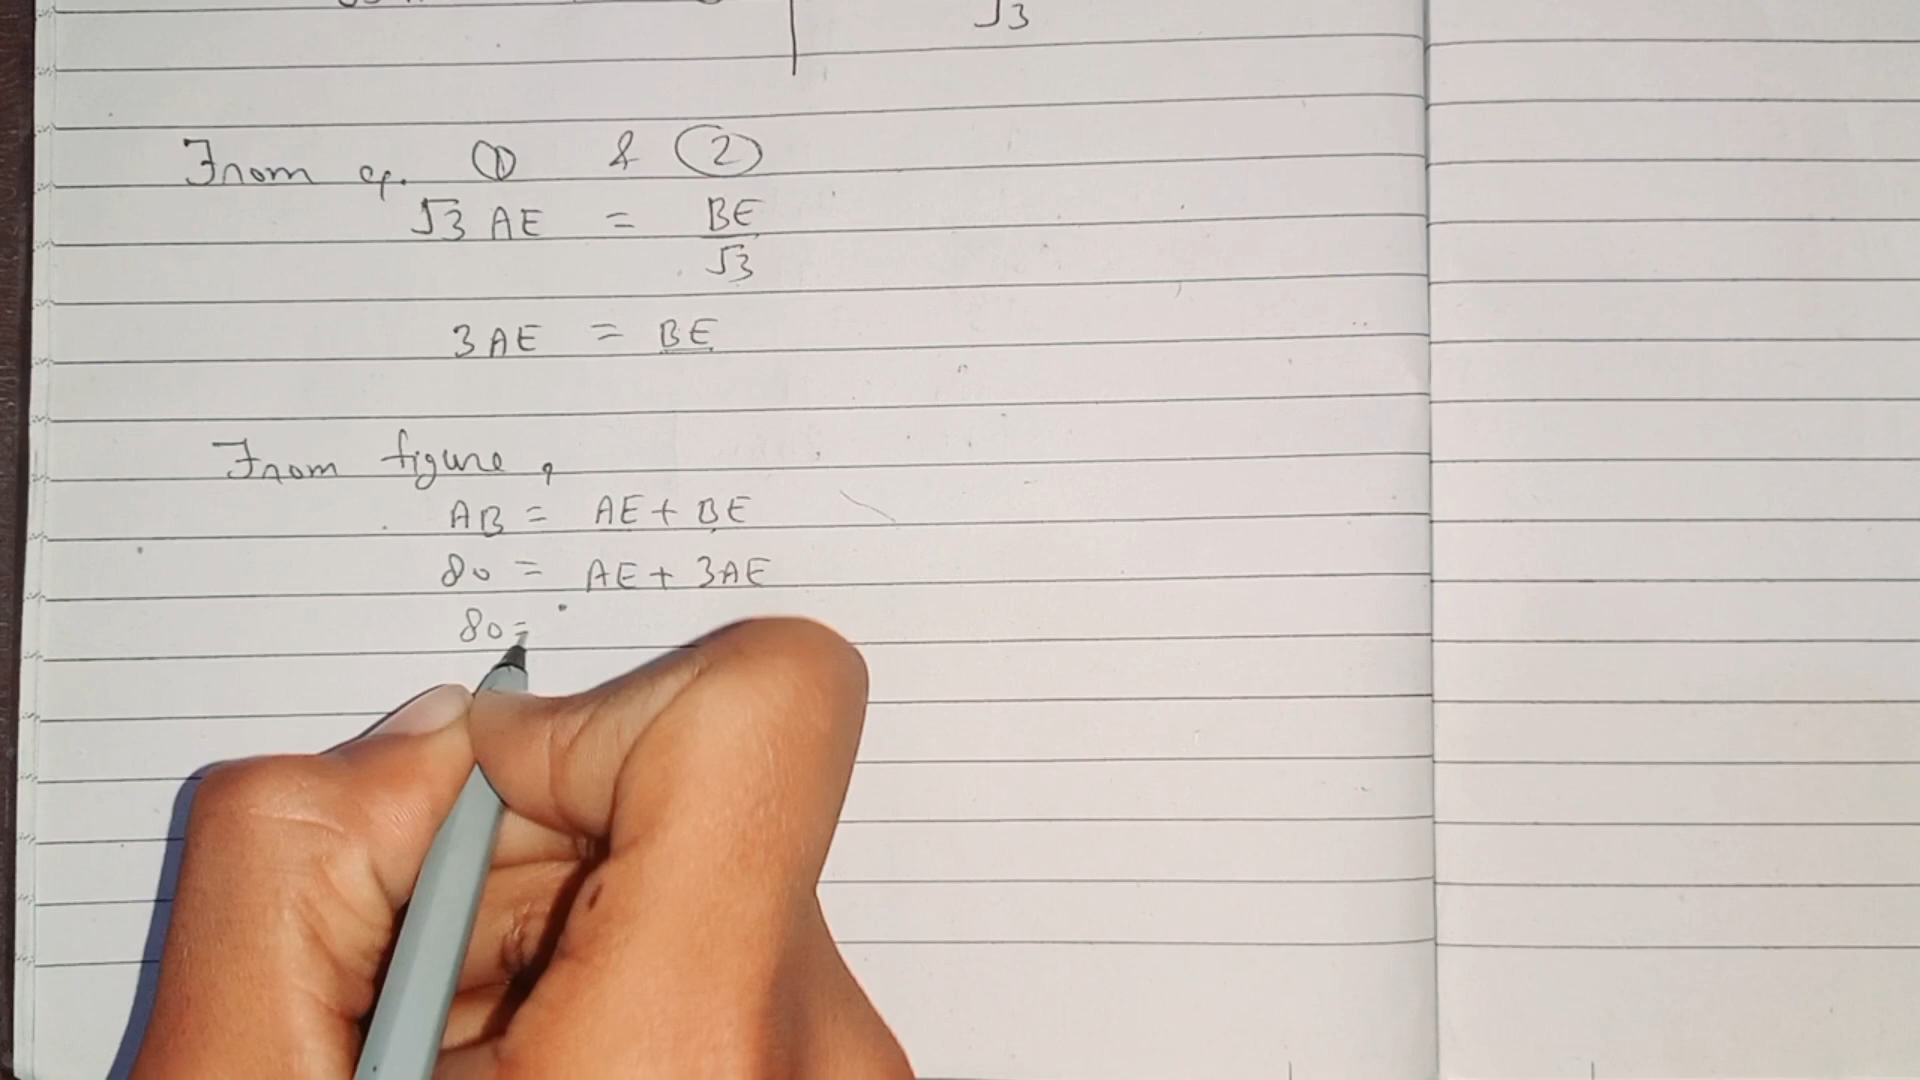 √3
From eq. ① & ②
√3 AE = BE/√3
3AE = BE
From figure,
AB = AE + BE
80 = AE + 3AE
80 =